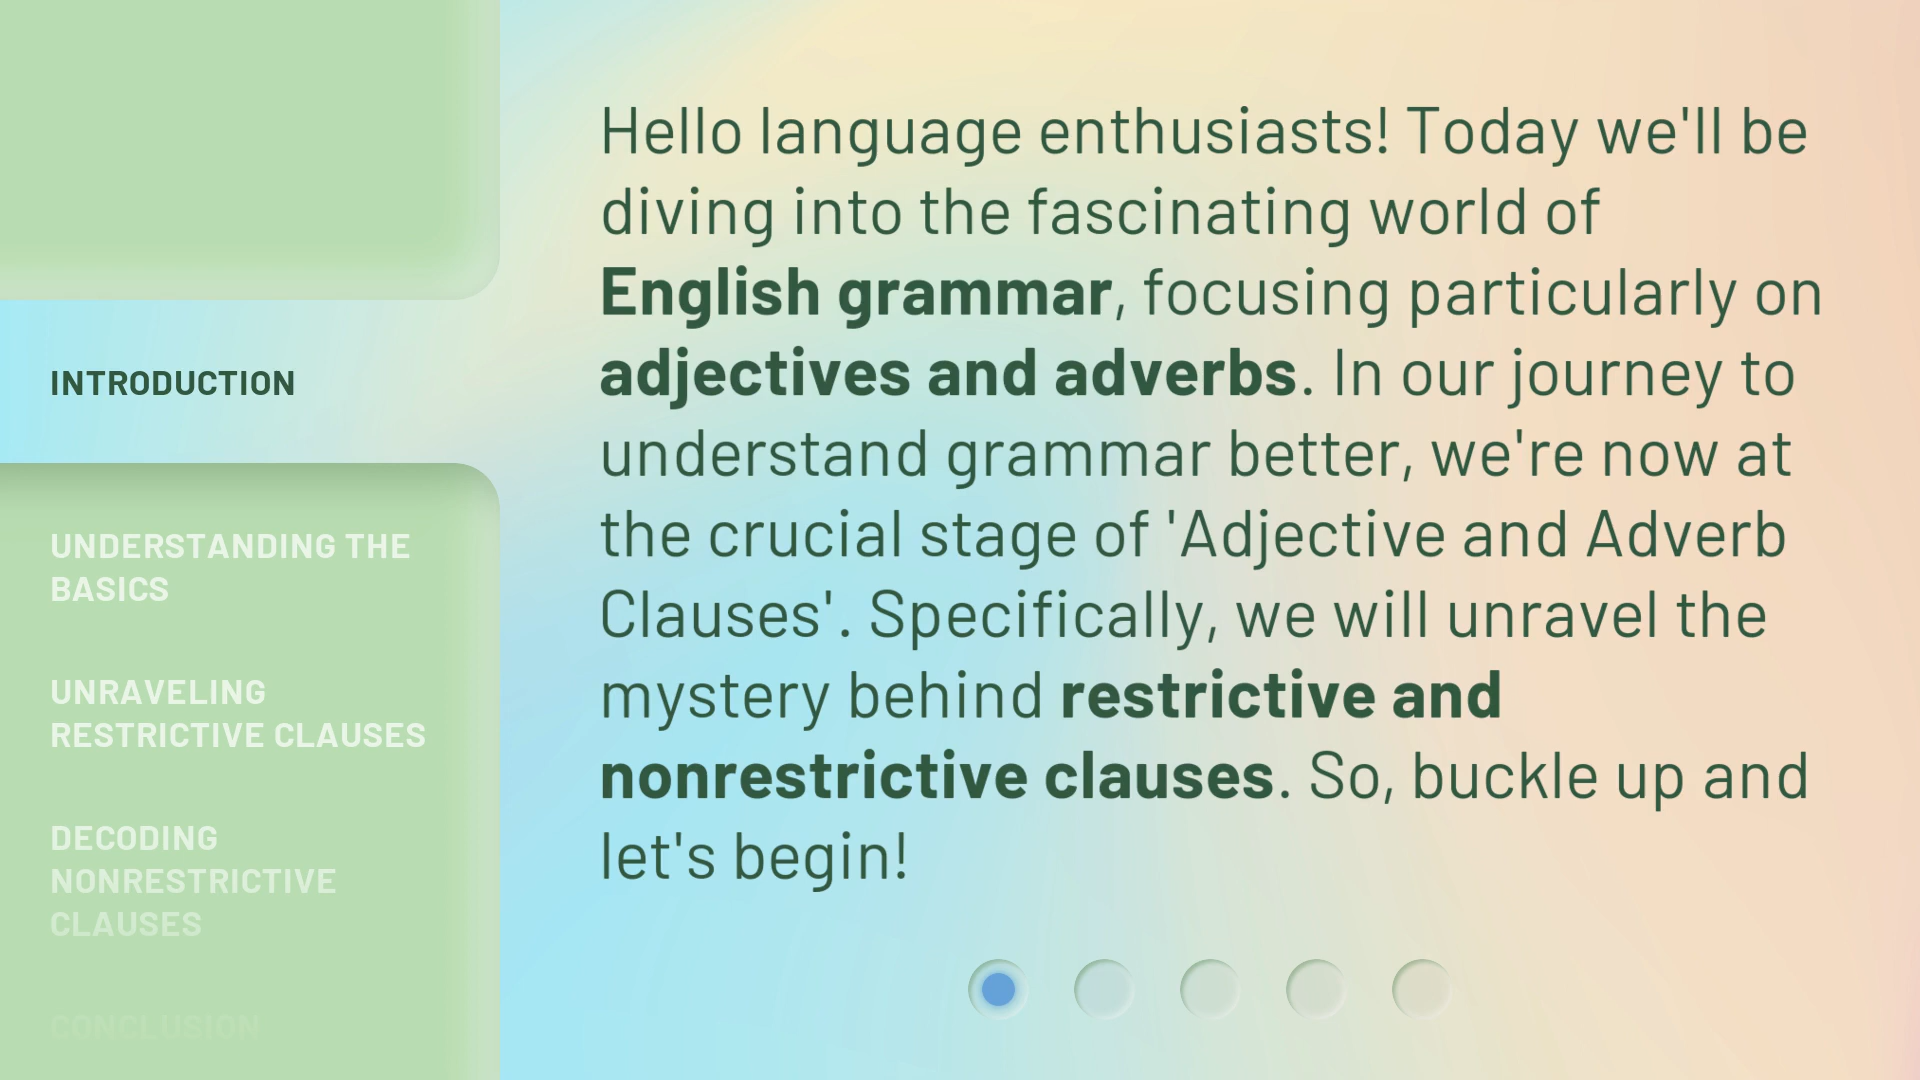 INTRODUCTION
UNDERSTANDING THE
BASICS
UNRAVELING
RESTRICTIVE CLAUSES
DECODING
NONRESTRICTIVE
CLAUSES
CONCLUSION
Hello language enthusiasts! Today we'll be
diving into the fascinating world of
English grammar, focusing particularly on
adjectives and adverbs. In our journey to
understand grammar better, we're now at
the crucial stage of 'Adjective and Adverb
Clauses'. Specifically, we will unravel the
mystery behind restrictive and
nonrestrictive clauses. So, buckle up and
let's begin!